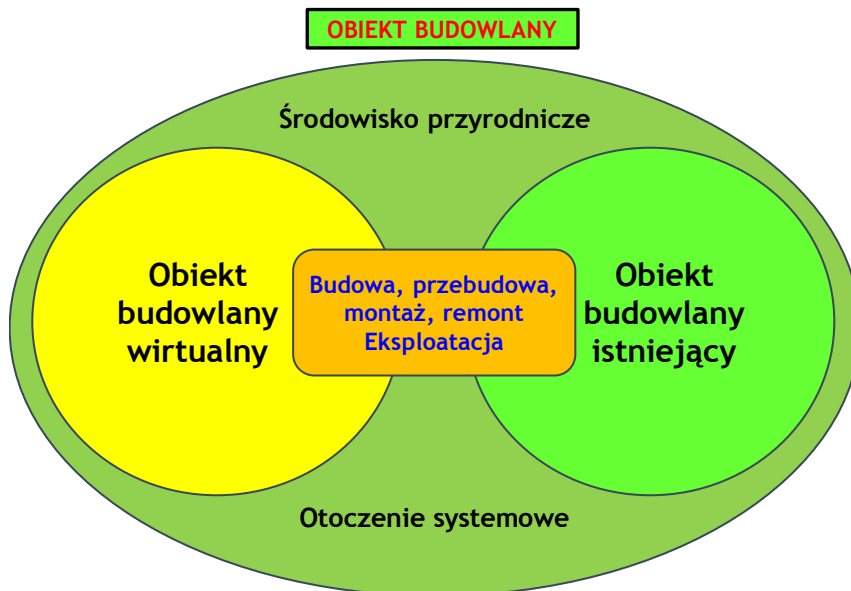 OBIEKT BUDOWLANY
Środowisko przyrodnicze
Obiekt
budowlany
wirtualny
Budowa, przebudowa,
montaż, remont
Eksploatacja
Obiekt
budowlany
istniejący
Otoczenie systemowe